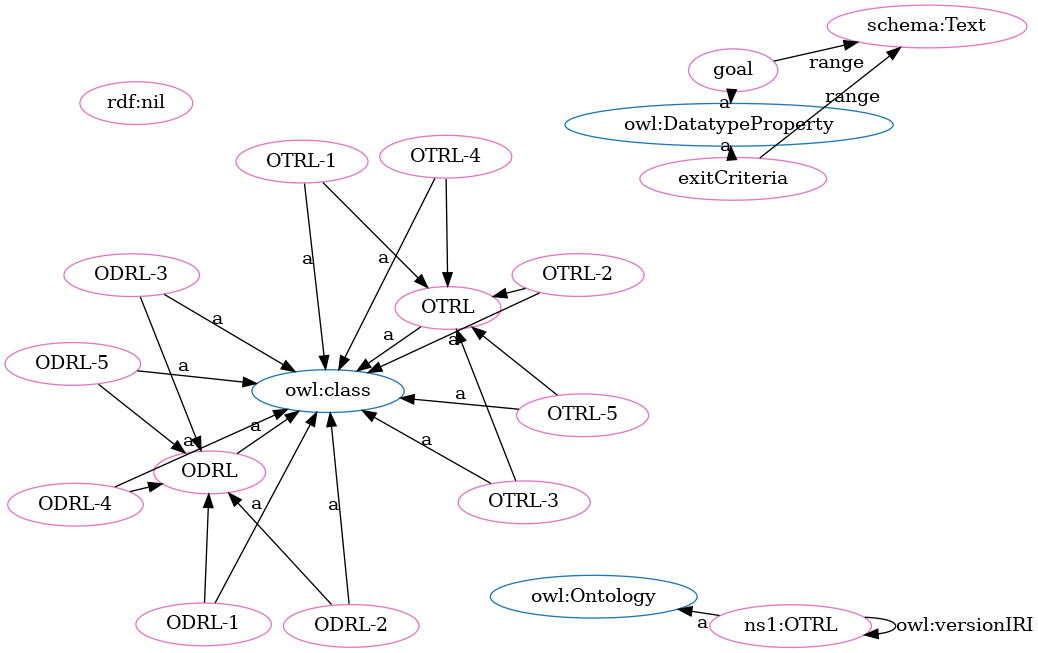 schema:Text
goal
range
rdf:nil
range
a
owl:DatatypeProperty
a
OTRL-1
OTRL-4
exitCriteria
a
a
ODRL-3
OTRL-2
OTRL
a
a
a
ODRL-5
a
owl:class
a
OTRL-5
a
a
a
ODRL
ODRL-4
a
a
OTRL-3
owl:Ontology
ODRL-1
ODRL-2
a
ns1:OTRL
owl:versionIRI